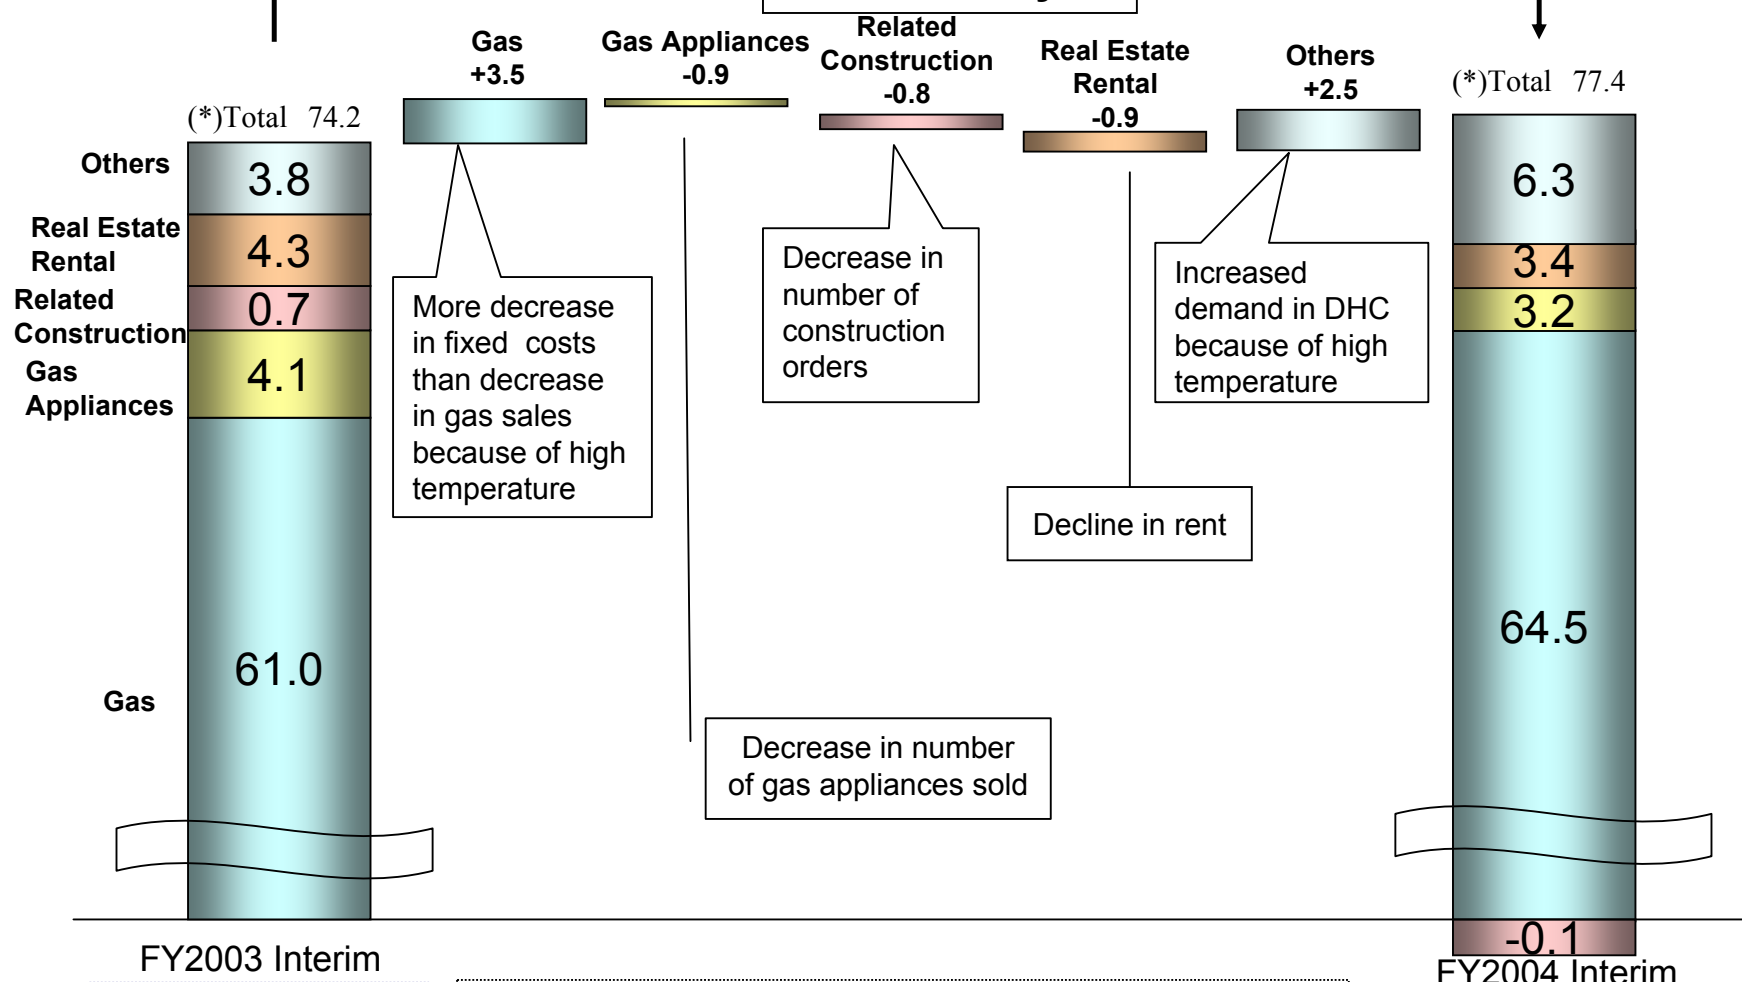 Related
Construction
-0.8
Gas
+3.5
Gas Appliances
-0.9
Real Estate
Rental
-0.9
Others
+2.5
(*)Total 77.4
(*)Total 74.2
Others
3.8
Real Estate
Rental
4.3
Related
Construction
0.7
Gas
Appliances
4.1
Gas
61.0
More decrease
in fixed costs
than decrease
in gas sales
because of high
temperature
Decrease in
number of
construction
orders
Increased
demand in DHC
because of high
temperature
Decline in rent
Decrease in number
of gas appliances sold
6.3
3.4
3.2
64.5
-0.1
FY2003 Interim
FY2004 Interim